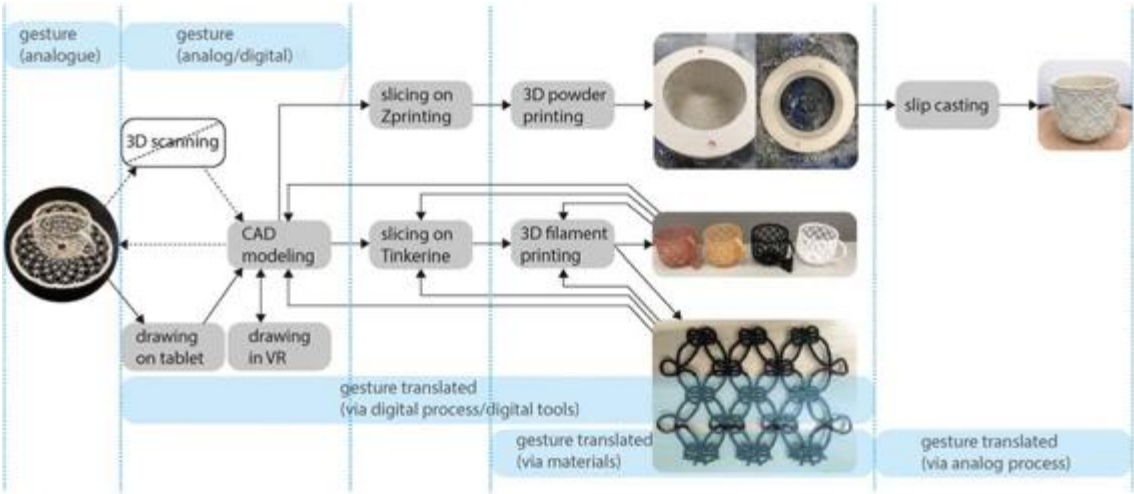 gesture
(analogue)
gesture
(analog/digital)
slicing on
Zprinting
3D powder
printing
slip casting
3D scanning
CAD
modeling
slicing on
Tinkerine
3D filament
printing
drawing
on tablet
drawing
in VR
gesture translated
(via digital process/digital tools)
gesture translated
(via materials)
gesture translated
(via analog process)